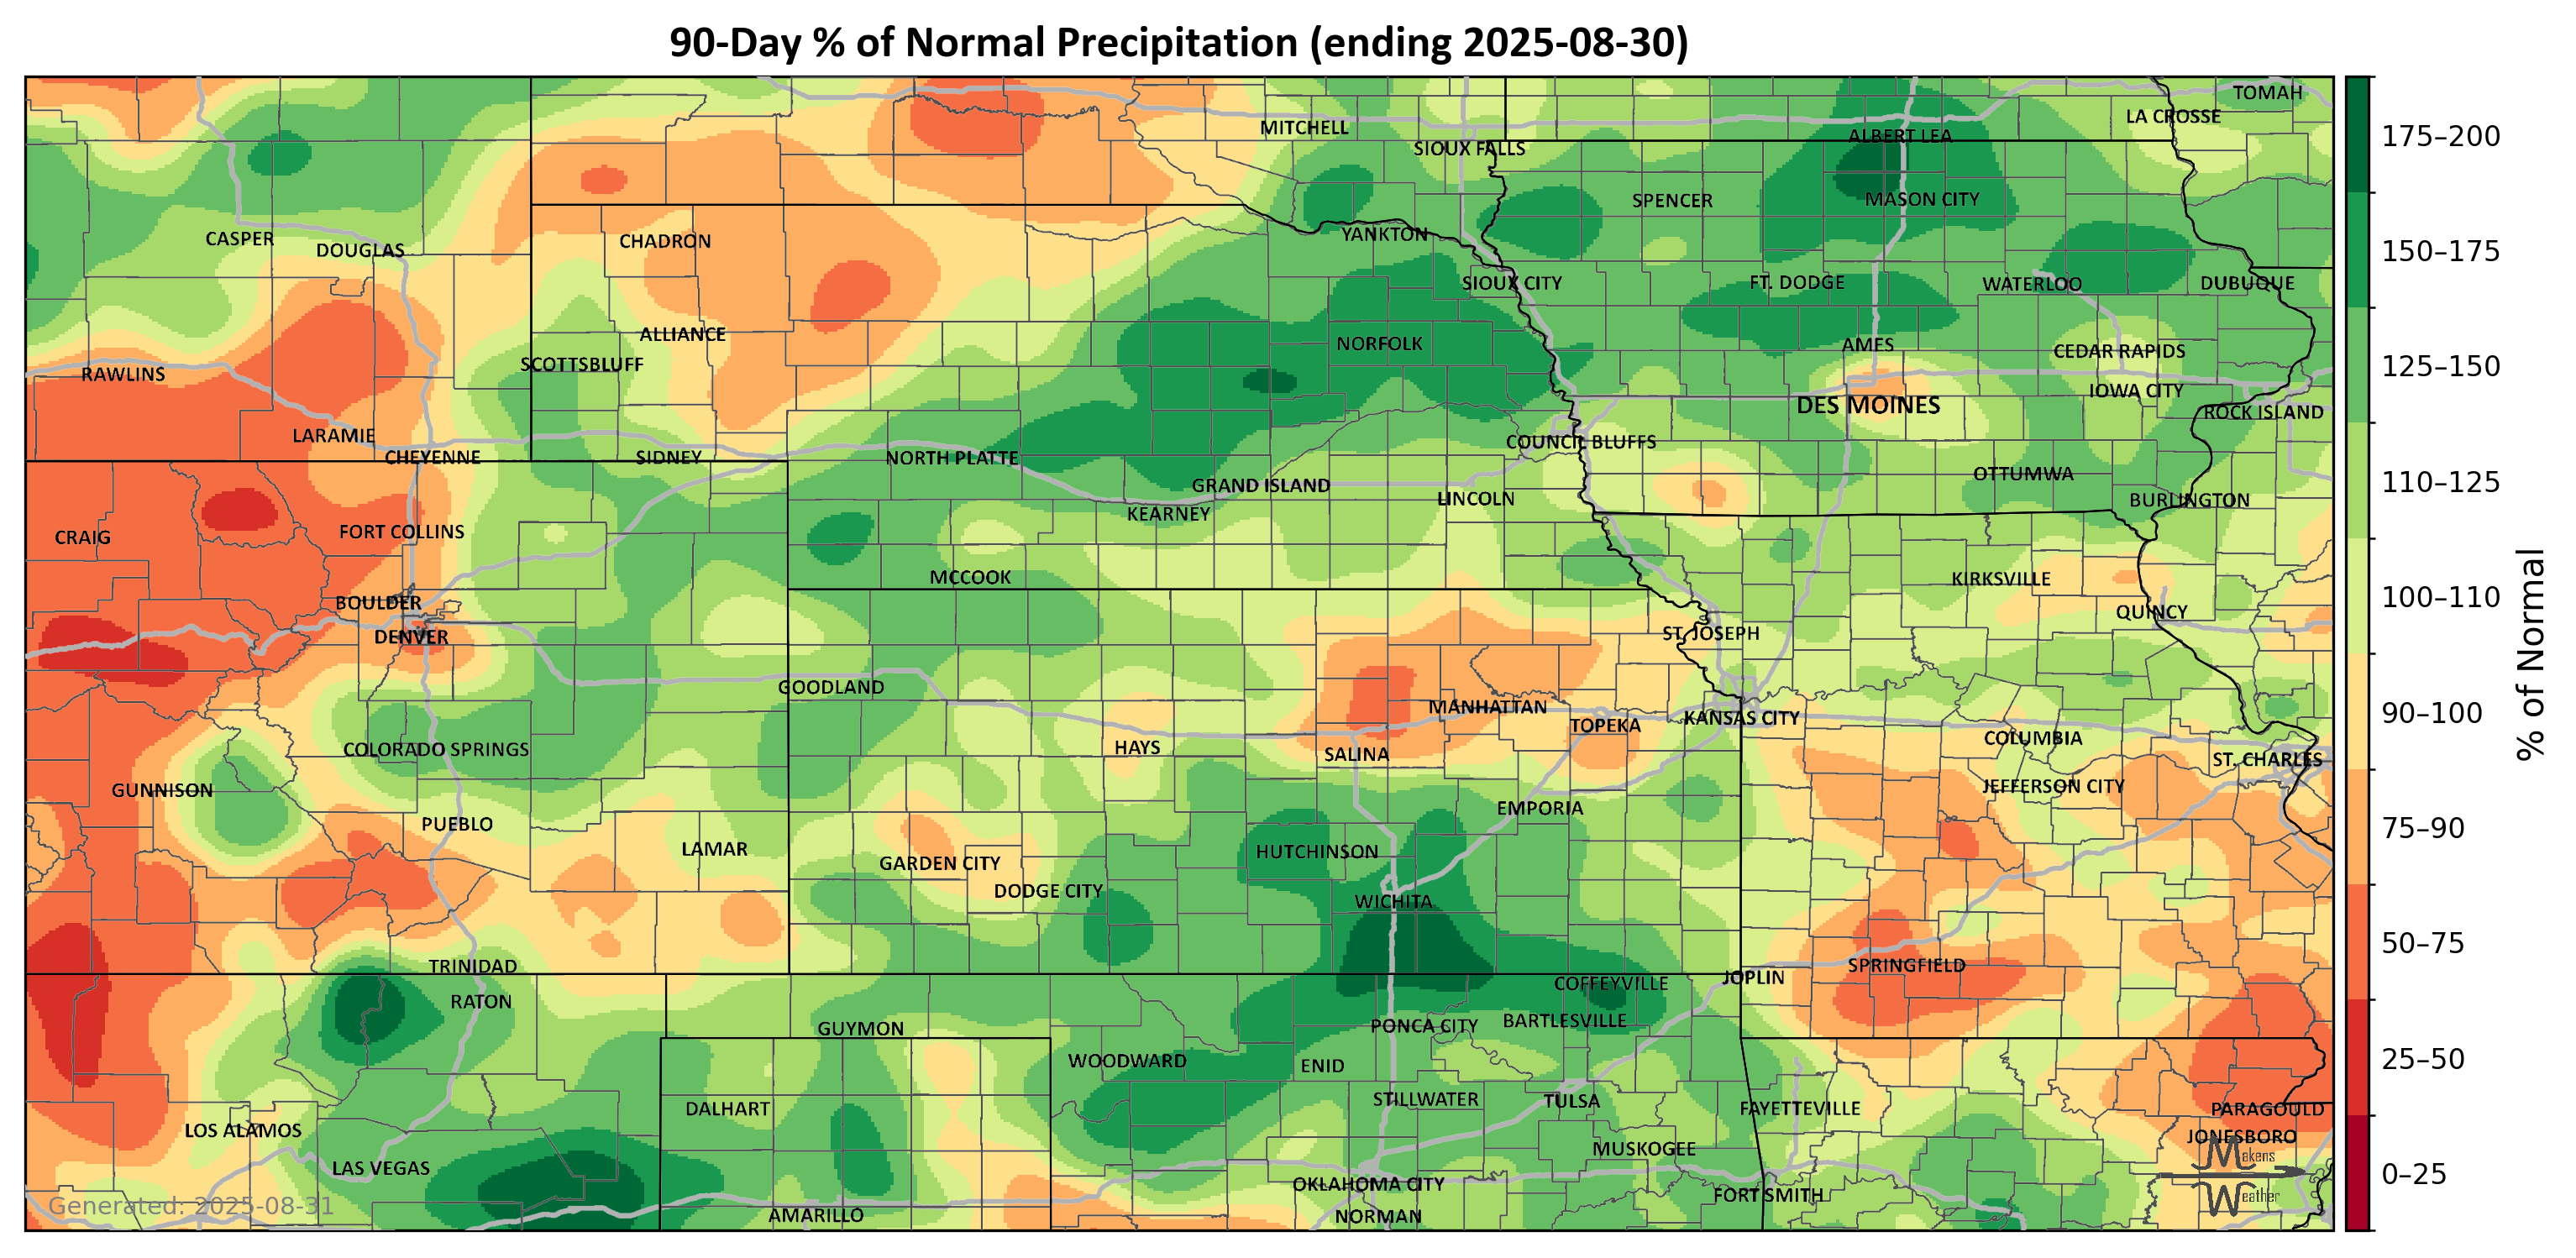 90-Day % of Normal Precipitation (ending 2025-08-30)
TOMAH
LA CROSSE
MITCHELL
ALBERT LEA
SIOUX FALLS
SPENCER
MASON CITY
YANKTON
CASPER
DOUGLAS
CHADRON
SIOUX CITY
FT. DODGE
WATERLOO
DUBUQUE
ALLIANCE
NORFOLK
AMES
CEDAR RAPIDS
SCOTTSBLUFF
RAWLINS
IOWA CITY
DES MOINES
ROCK ISLAND
LARAMIE
COUNCIL BLUFFS
CHEYENNE
SIDNEY
NORTH PLATTE
OTTUMWA
GRAND ISLAND
LINCOLN
BURLINGTON
KEARNEY
CRAIG
FORT COLLINS
MCCOOK
KIRKSVILLE
BOULDER
QUINCY
DENVER
ST. JOSEPH
GOODLAND
MANHATTAN
TOPEKA
KANSAS CITY
COLUMBIA
COLORADO SPRINGS
HAYS
SALINA
ST. CHARLES
GUNNISON
JEFFERSON CITY
EMPORIA
PUEBLO
LAMAR
HUTCHINSON
GARDEN CITY
DODGE CITY
WICHITA
TRINIDAD
SPRINGFIELD
JOPLIN
COFFEYVILLE
RATON
GUYMON
PONCA CITY
BARTLESVILLE
WOODWARD
ENID
DALHART
STILLWATER
TULSA
FAYETTEVILLE
PARAGOULD
LOS ALAMOS
JONESBORO
MUSKOGEE
LAS VEGAS
OKLAHOMA CITY
FORT SMITH
AMARILLO
NORMAN
Generated: 2025-08-31
Makens
Weather
175–200
150–175
125–150
110–125
100–110
90–100
75–90
50–75
25–50
0–25
% of Normal